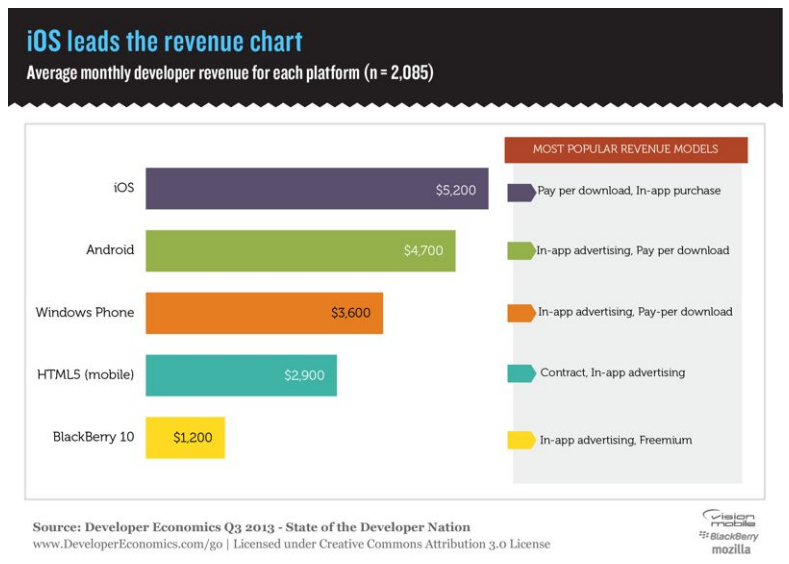 iOS leads the revenue chart
Average monthly developer revenue for each platform (n = 2,085)
MOST POPULAR REVENUE MODELS
iOS
$5,200
Pay per download, In-app purchase
Android
$4,700
In-app advertising, Pay per download
Windows Phone
$3,600
In-app advertising, Pay-per download
HTML5 (mobile)
$2,900
Contract, In-app advertising
BlackBerry 10
$1,200
In-app advertising, Freemium
Source: Developer Economics Q3 2013 - State of the Developer Nation
www.DeveloperEconomics.com/go | Licensed under Creative Commons Attribution 3.0 License
vision
mobile
BlackBerry
mozilla